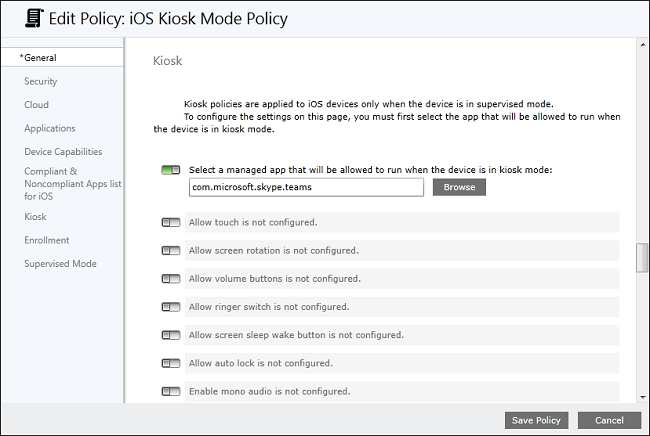 Edit Policy: iOS Kiosk Mode Policy
*General
Security
Cloud
Applications
Device Capabilities
Compliant &
Noncompliant Apps list
for iOS
Kiosk
Enrollment
Supervised Mode
Kiosk
Kiosk policies are applied to iOS devices only when the device is in supervised mode.
To configure the settings on this page, you must first select the app that will be allowed to run when
the device is in kiosk mode.
Select a managed app that will be allowed to run when the device is in kiosk mode:
com.microsoft.skype.teams
Browse
Allow touch is not configured.
Allow screen rotation is not configured.
Allow volume buttons is not configured.
Allow ringer switch is not configured.
Allow screen sleep wake button is not configured.
Allow auto lock is not configured.
Enable mono audio is not configured.
Save Policy
Cancel